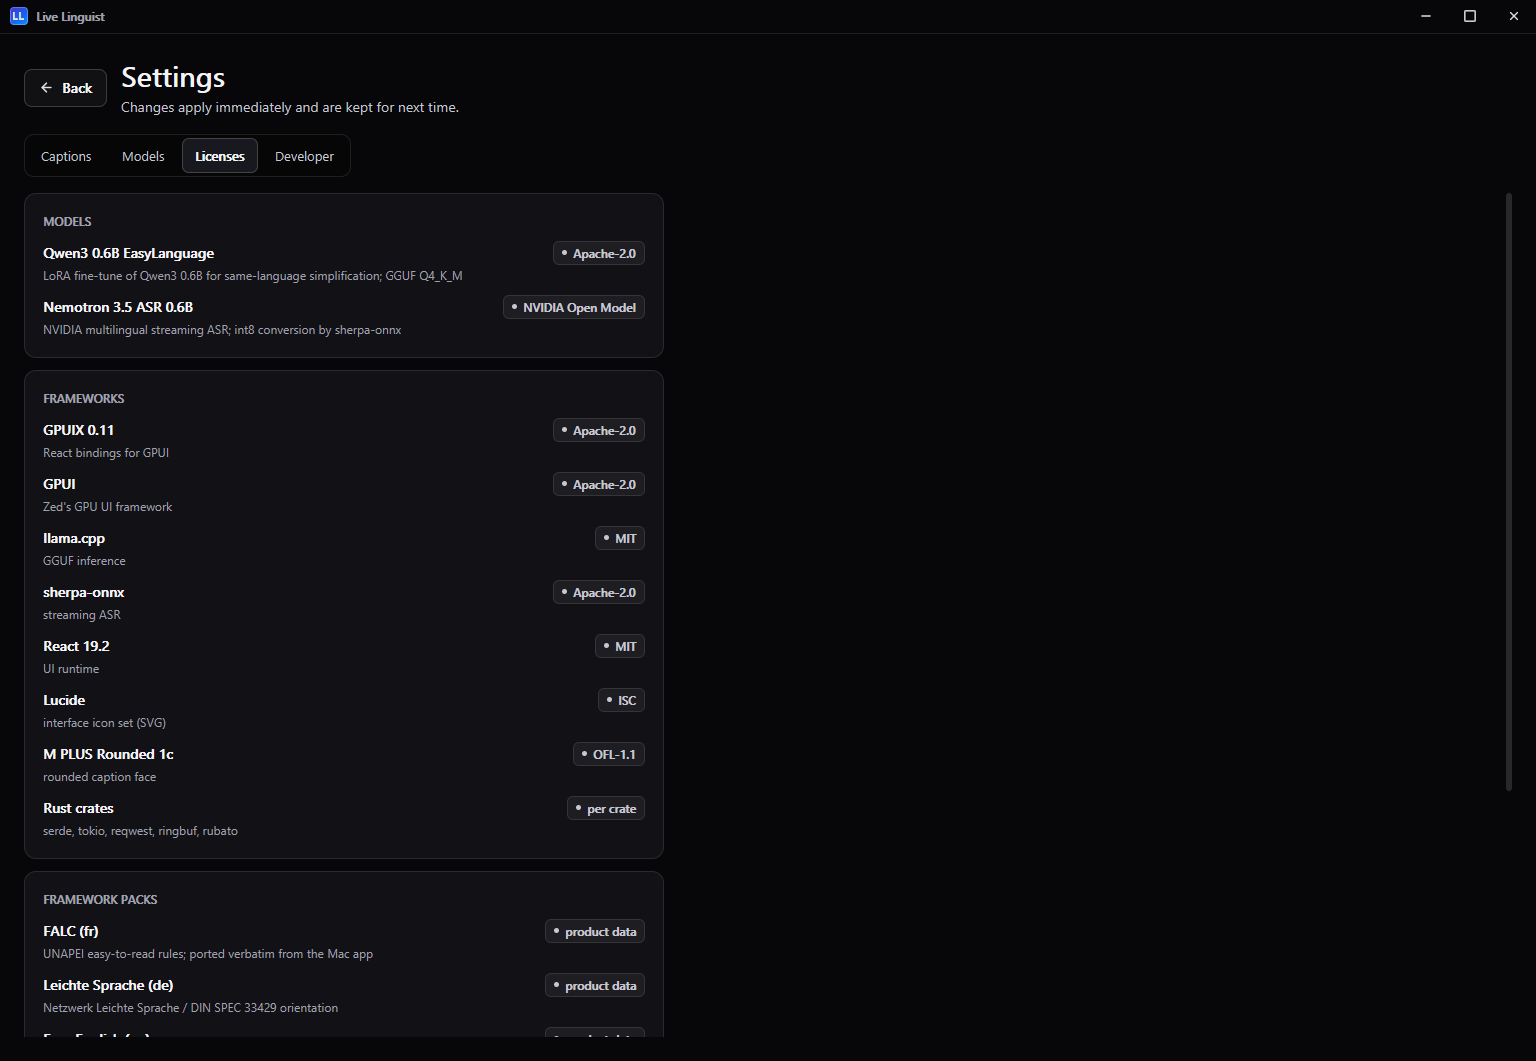 LL Live Linguist
Back
Settings
Changes apply immediately and are kept for next time.
Captions Models Licenses Developer
MODELS
Qwen3 0.6B EasyLanguage
Apache-2.0
LoRA fine-tune of Qwen3 0.6B for same-language simplification; GGUF Q4_K_M
Nemotron 3.5 ASR 0.6B
NVIDIA Open Model
NVIDIA multilingual streaming ASR; int8 conversion by sherpa-onnx
FRAMEWORKS
GPUIX 0.11
Apache-2.0
React bindings for GPUI
GPUI
Apache-2.0
Zed's GPU UI framework
llama.cpp
MIT
GGUF inference
sherpa-onnx
Apache-2.0
streaming ASR
React 19.2
MIT
UI runtime
Lucide
ISC
interface icon set (SVG)
M PLUS Rounded 1c
OFL-1.1
rounded caption face
Rust crates
per crate
serde, tokio, reqwest, ringbuf, rubato
FRAMEWORK PACKS
FALC (fr)
product data
UNAPEI easy-to-read rules; ported verbatim from the Mac app
Leichte Sprache (de)
product data
Netzwerk Leichte Sprache / DIN SPEC 33429 orientation